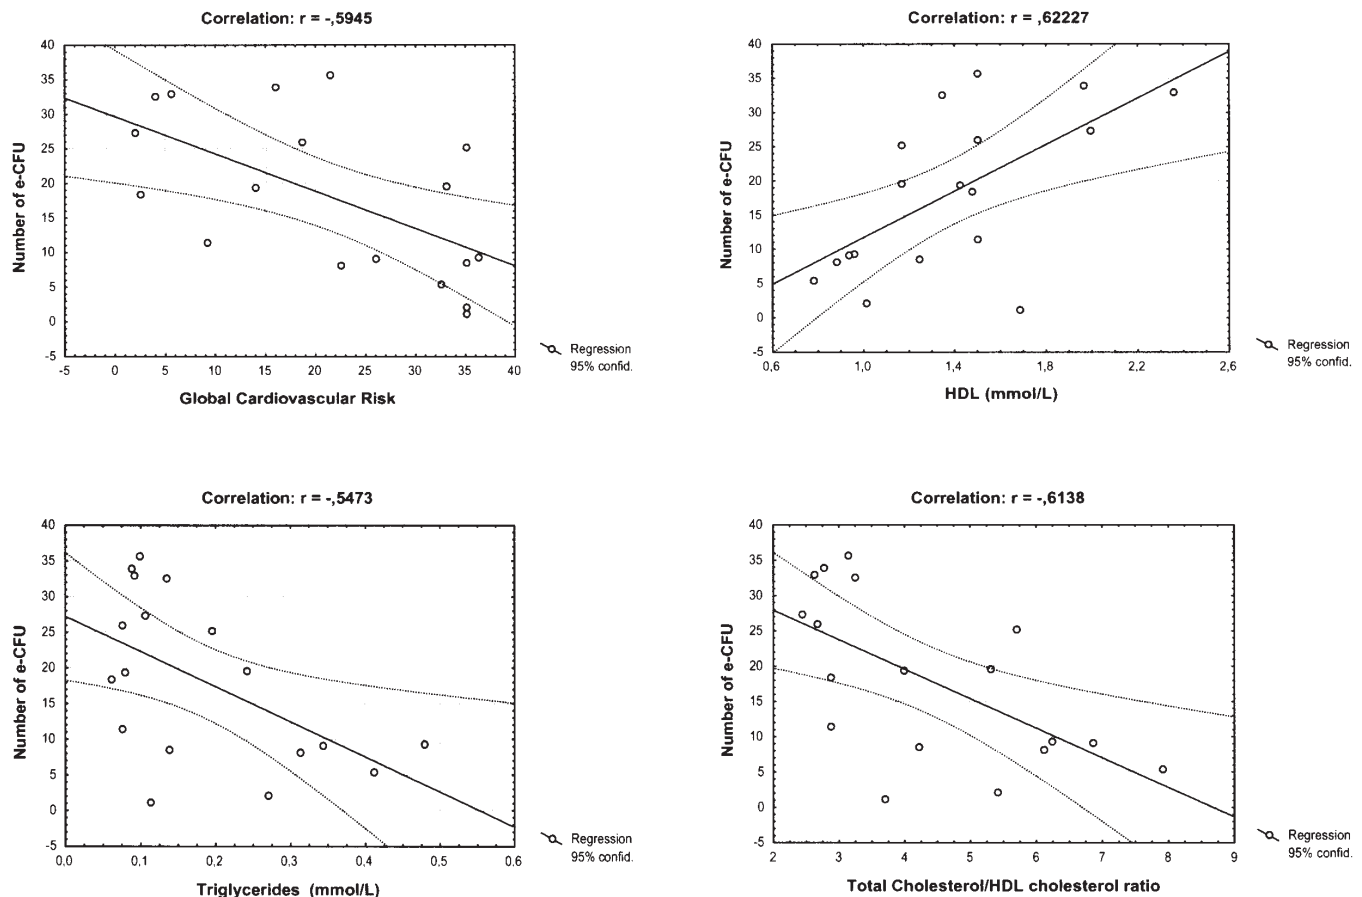 Correlation: r = -,5945
40
35
30
25
20
15
10
5
0
-5
Number of e-CFU
-5 0 5 10 15 20 25 30 35 40
Global Cardiovascular Risk
Regression
95% confid.
Correlation: r = ,62227
40
35
30
25
20
15
10
5
0
-5
Number of e-CFU
0,6 1,0 1,4 1,8 2,2 2,6
HDL (mmol/L)
Regression
95% confid.
Correlation: r = -,5473
40
35
30
25
20
15
10
5
0
-5
Number of e-CFU
0,0 0,1 0,2 0,3 0,4 0,5 0,6
Triglycerides (mmol/L)
Regression
95% confid.
Correlation: r = -,6138
40
35
30
25
20
15
10
5
0
-5
Number of e-CFU
2 3 4 5 6 7 8 9
Total Cholesterol/HDL cholesterol ratio
Regression
95% confid.